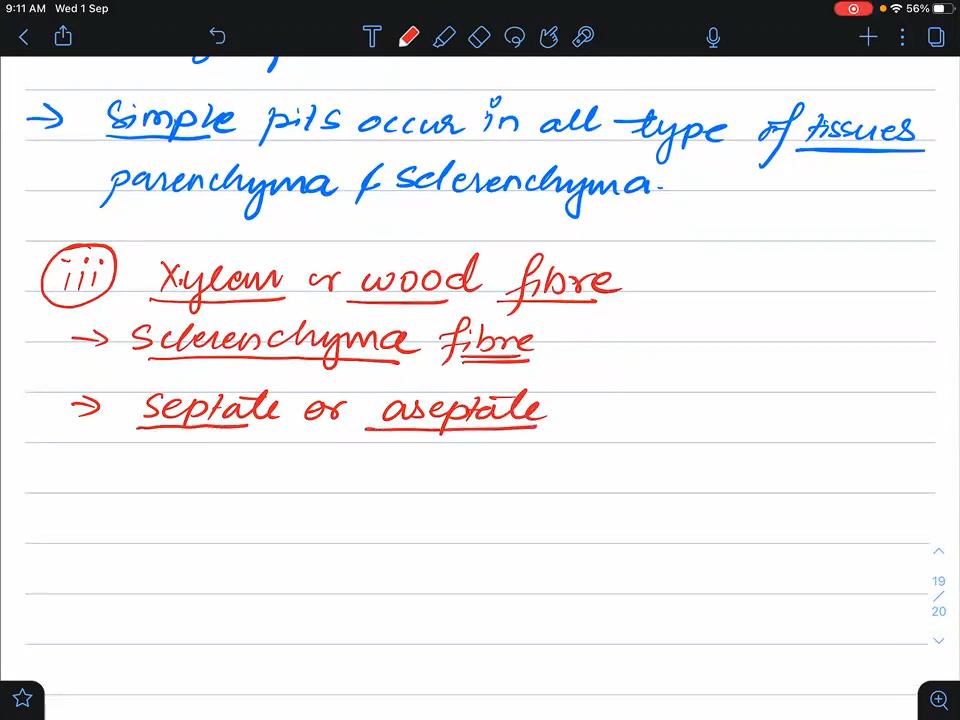 9:11 AM Wed 1 Sep
56%
→ Simple pits occur in all type of tissues
parenchyma & sclerenchyma.
iii Xylem or wood fibre
→ Sclerenchyma fibre
→ septate or aseptate
19
/
20